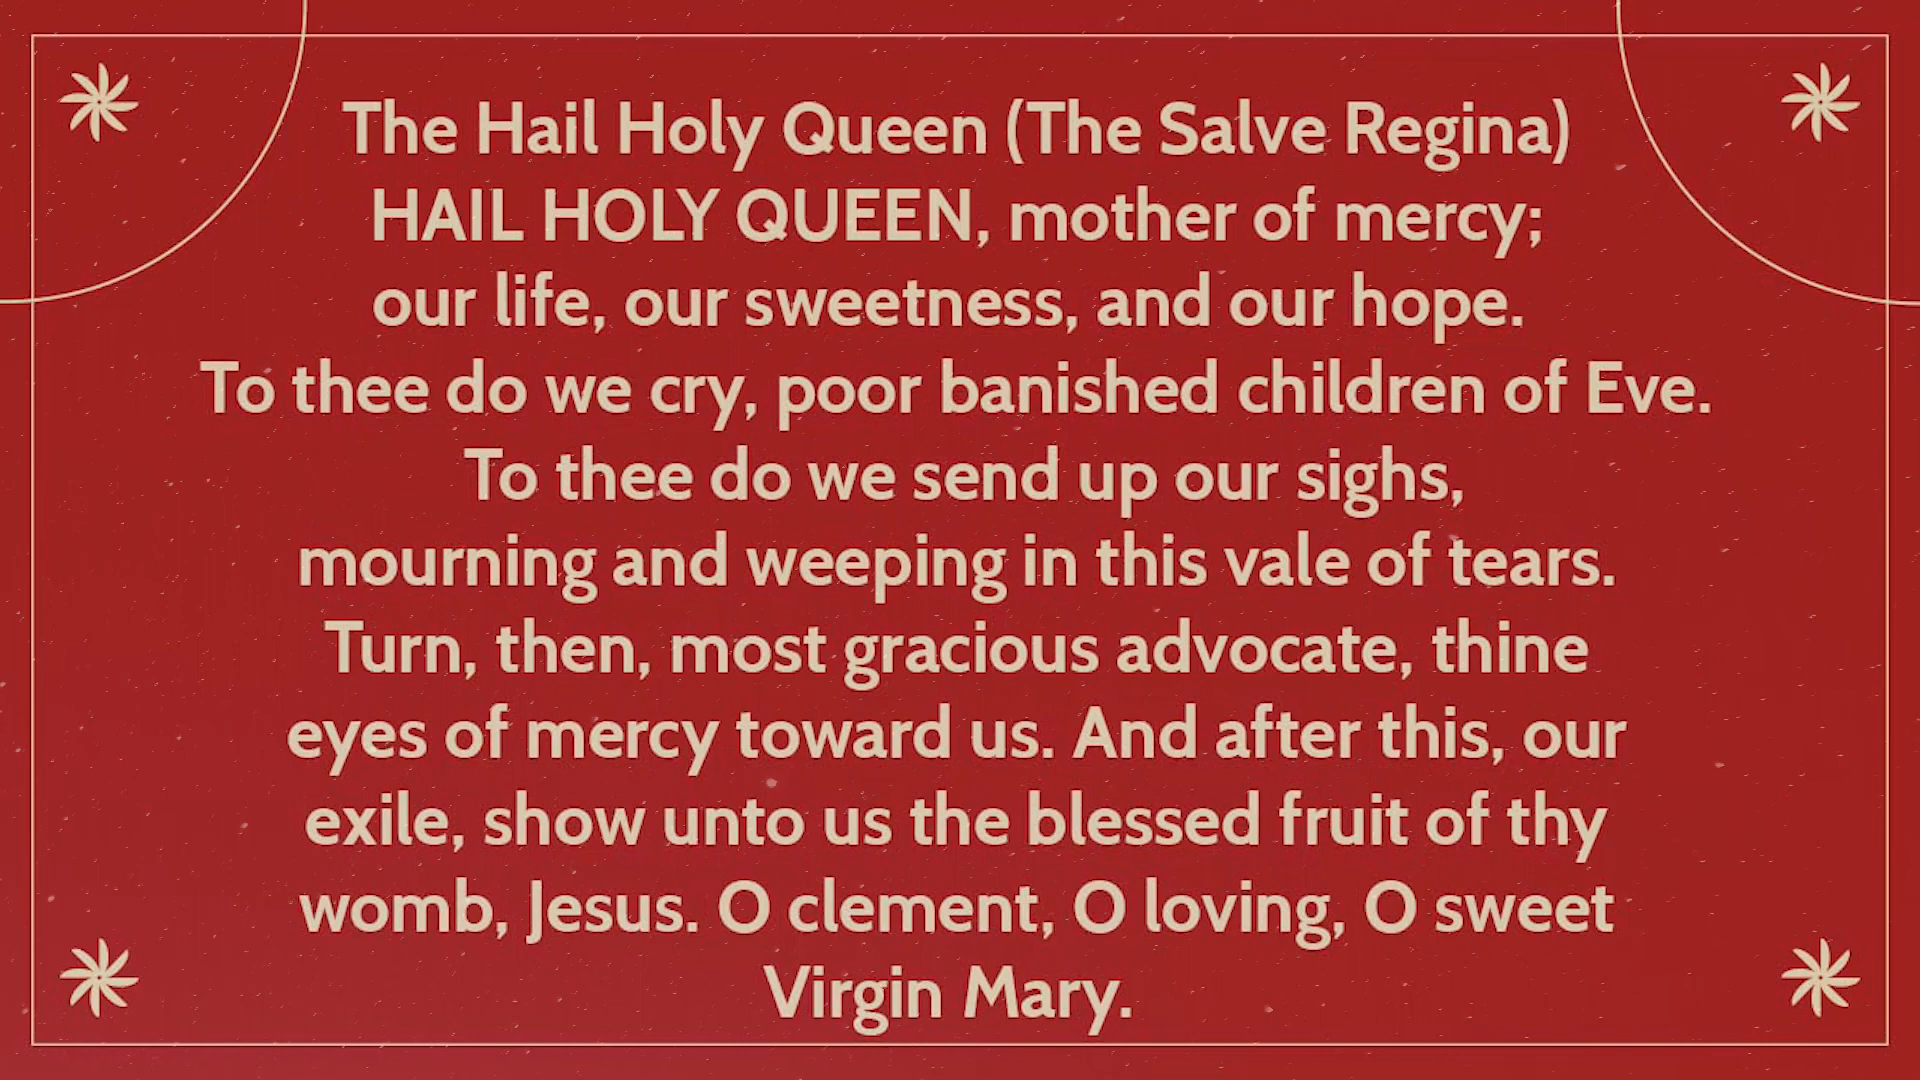 The Hail Holy Queen (The Salve Regina)
HAIL HOLY QUEEN, mother of mercy;
our life, our sweetness, and our hope.
To thee do we cry, poor banished children of Eve.
To thee do we send up our sighs,
mourning and weeping in this vale of tears.
Turn, then, most gracious advocate, thine
eyes of mercy toward us. And after this, our
exile, show unto us the blessed fruit of thy
womb, Jesus. O clement, O loving, O sweet
Virgin Mary.